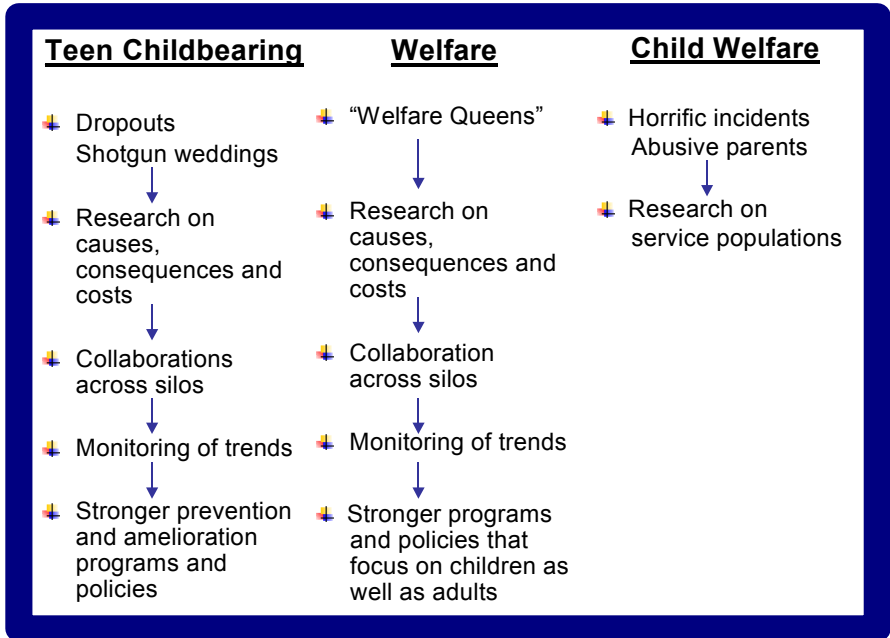 Teen Childbearing
Dropouts
Shotgun weddings
Research on
causes,
consequences and
costs
Collaborations
across silos
Monitoring of trends
Stronger prevention
and amelioration
programs and
policies
Welfare
“Welfare Queens”
Research on
causes,
consequences and
costs
Collaboration
across silos
Monitoring of trends
Stronger programs
and policies that
focus on children as
well as adults
Child Welfare
Horrific incidents
Abusive parents
Research on
service populations